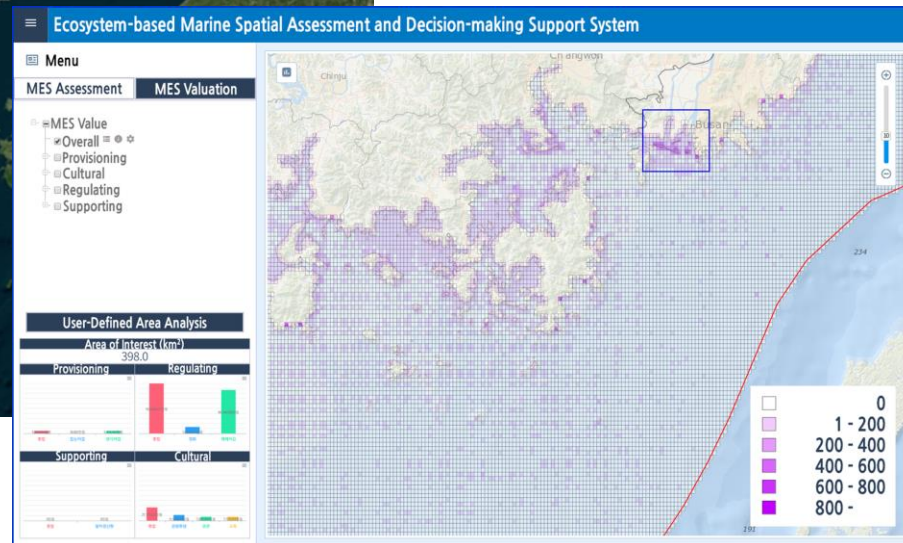 Ecosystem-based Marine Spatial Assessment and Decision-making Support System
Menu
MES Assessment
MES Valuation
MES Value
Overall
Provisioning
Cultural
Regulating
Supporting
User-Defined Area Analysis
Area of Interest (km²)
398.0
Provisioning
Regulating
Supporting
Cultural
Changwon
Chinju
Busan
234
0
1 - 200
200 - 400
400 - 600
600 - 800
800 -